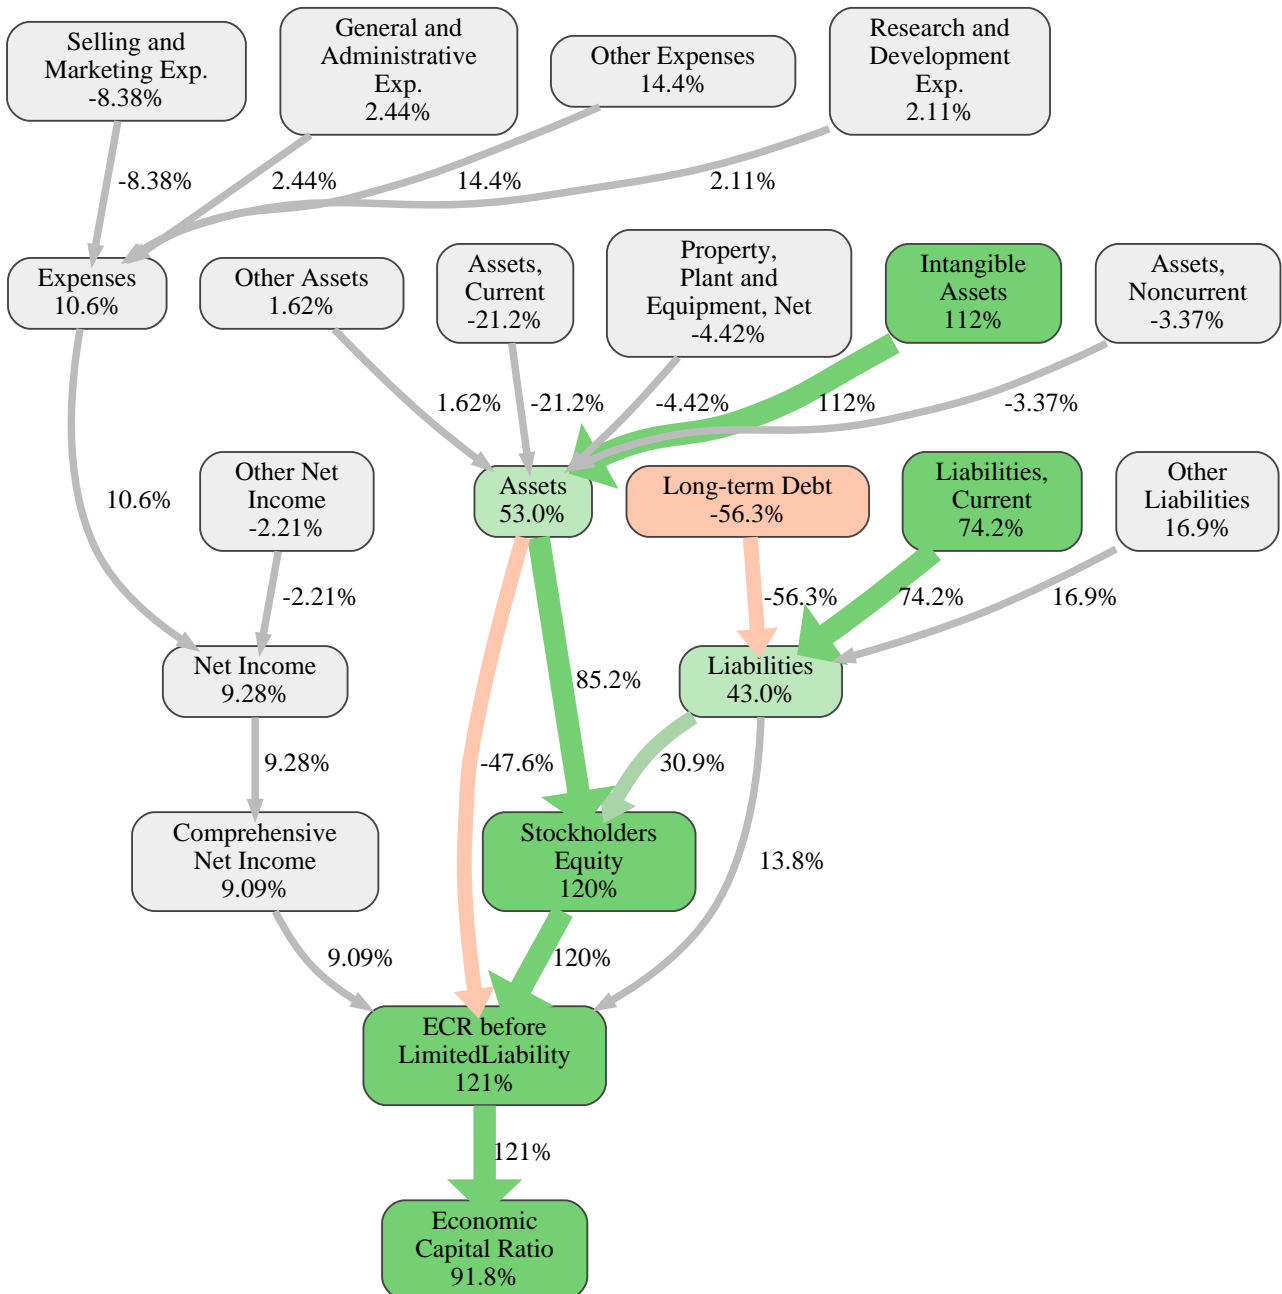 Selling and
Marketing Exp.
-8.38%
General and
Administrative
Exp.
2.44%
Other Expenses
14.4%
Research and
Development
Exp.
2.11%
-8.38%
2.44%
14.4%
2.11%
Expenses
10.6%
Other Assets
1.62%
Assets,
Current
-21.2%
Property,
Plant and
Equipment, Net
-4.42%
Intangible
Assets
112%
Assets,
Noncurrent
-3.37%
1.62%
-21.2%
-4.42%
112%
-3.37%
10.6%
Other Net
Income
-2.21%
Assets
53.0%
Long-term Debt
-56.3%
Liabilities,
Current
74.2%
Other
Liabilities
16.9%
-2.21%
-56.3%
74.2%
16.9%
Net Income
9.28%
85.2%
Liabilities
43.0%
9.28%
-47.6%
30.9%
Comprehensive
Net Income
9.09%
Stockholders
Equity
120%
13.8%
9.09%
120%
ECR before
LimitedLiability
121%
121%
Economic
Capital Ratio
91.8%